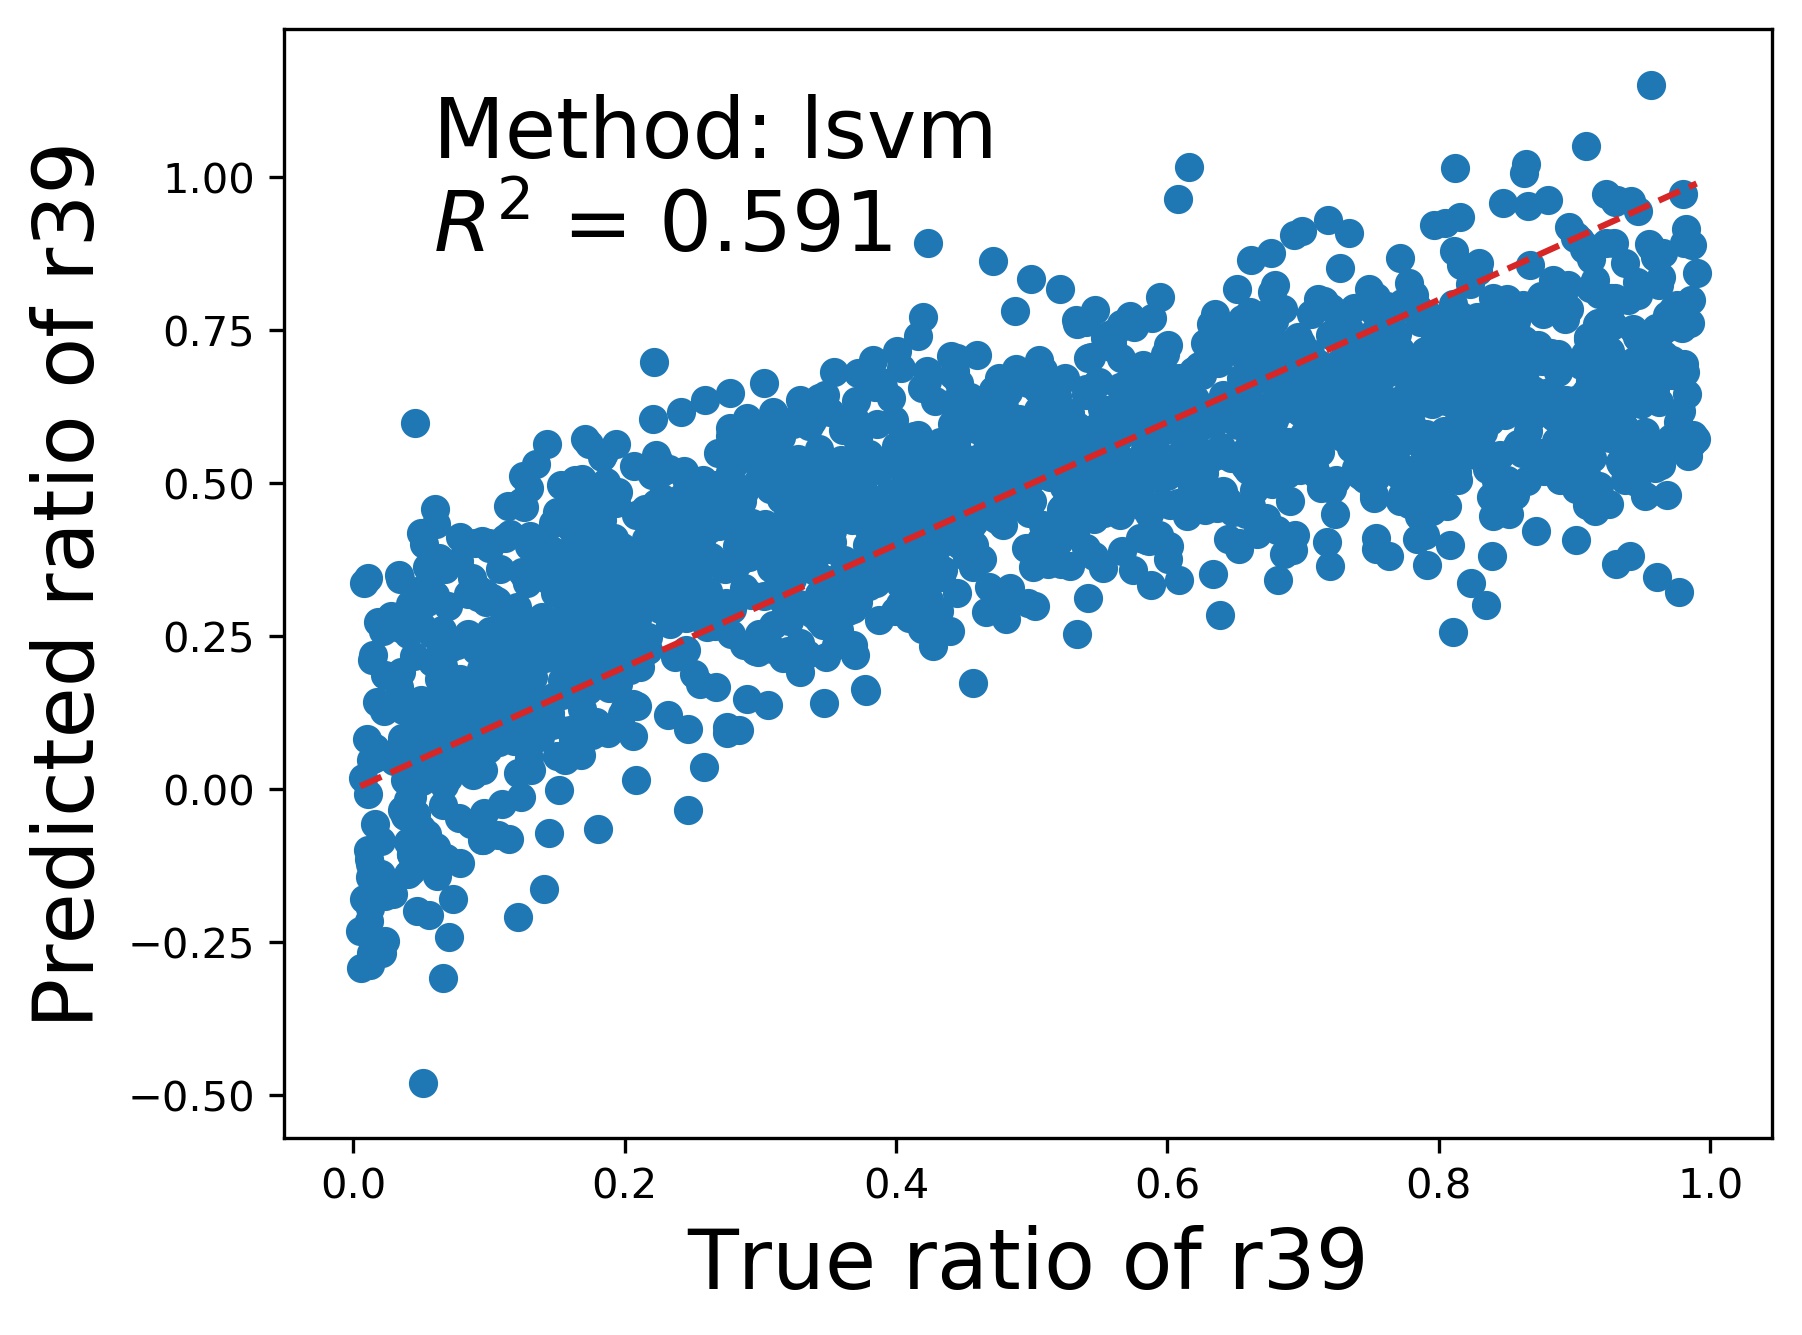 Method: lsvm
R² = 0.591
Predicted ratio of r39
1.00
0.75
0.50
0.25
0.00
−0.25
−0.50
0.0 0.2 0.4 0.6 0.8 1.0
True ratio of r39